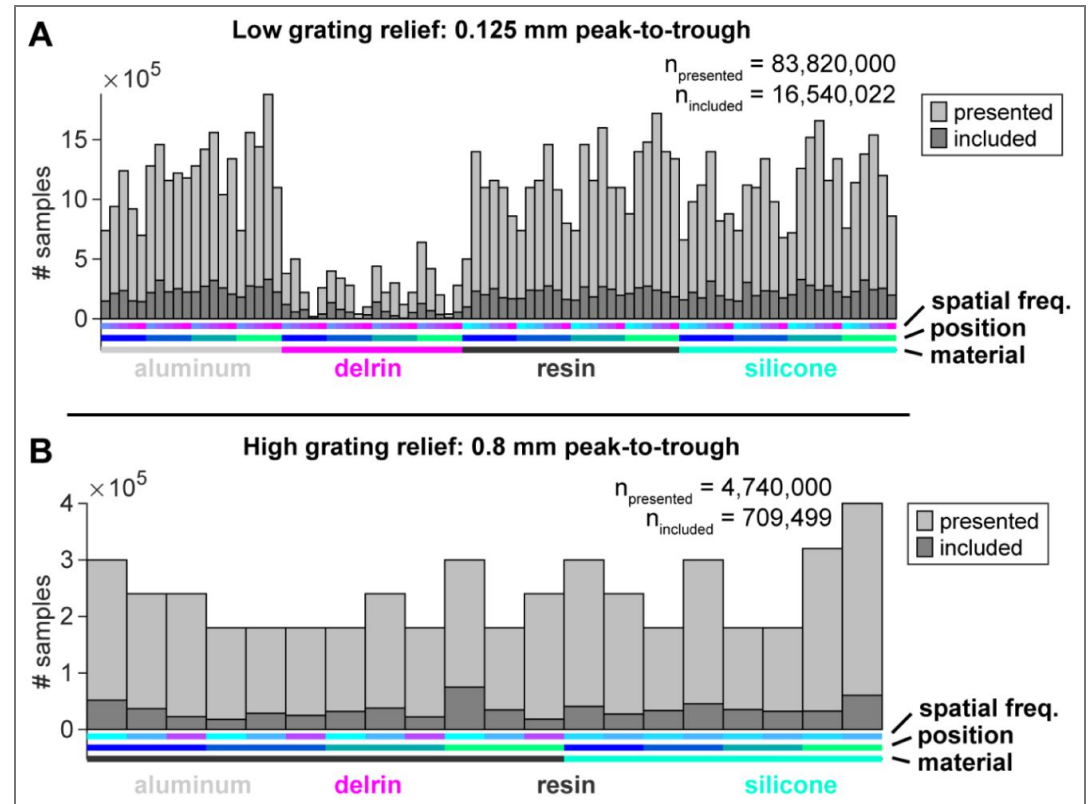 A
Low grating relief: 0.125 mm peak-to-trough
×10⁵
n_presented = 83,820,000
n_included = 16,540,022
presented
included
15
10
5
0
# samples
spatial freq.
position
material
aluminum delrin resin silicone
B
High grating relief: 0.8 mm peak-to-trough
×10⁵
n_presented = 4,740,000
n_included = 709,499
presented
included
4
3
2
1
0
# samples
spatial freq.
position
material
aluminum delrin resin silicone